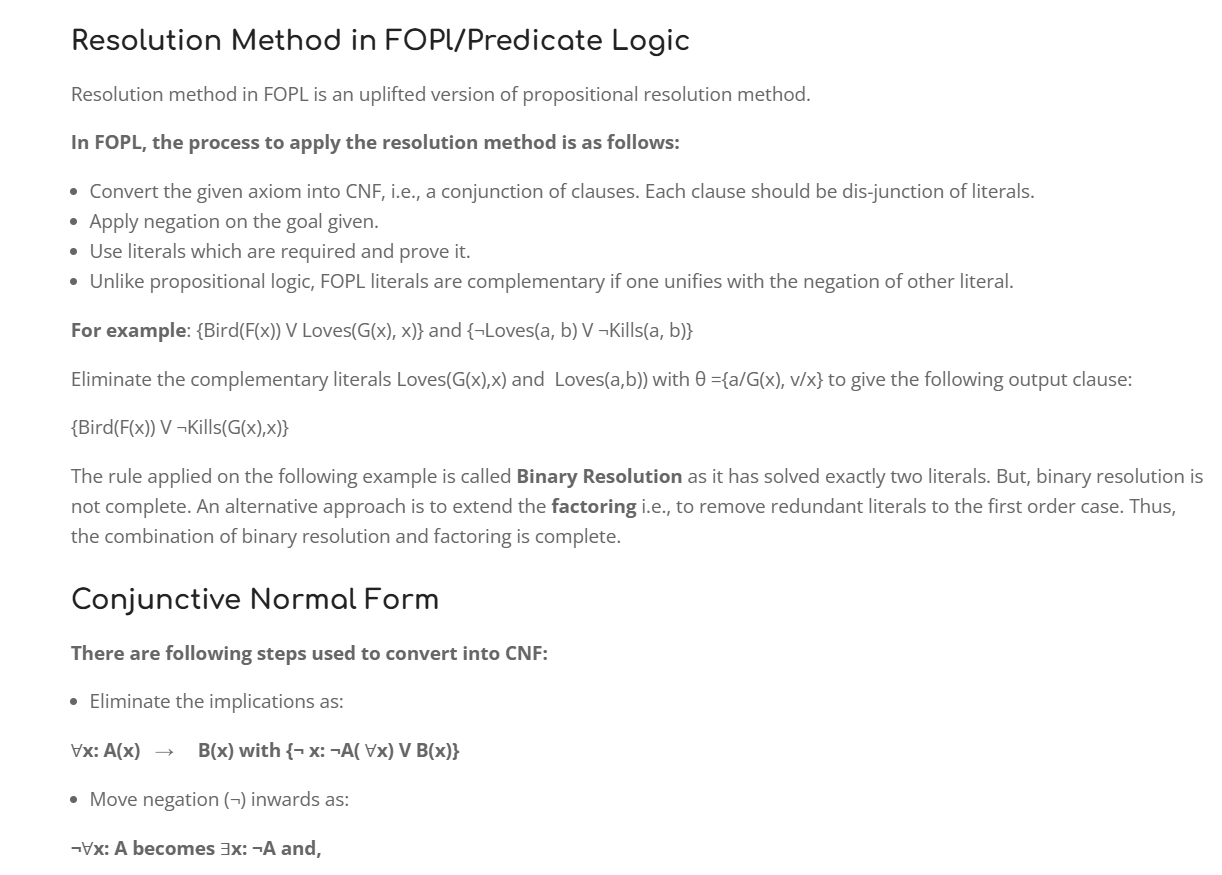 Resolution Method in FOPl/Predicate Logic
Resolution method in FOPL is an uplifted version of propositional resolution method.
In FOPL, the process to apply the resolution method is as follows:
• Convert the given axiom into CNF, i.e., a conjunction of clauses. Each clause should be dis-junction of literals.
• Apply negation on the goal given.
• Use literals which are required and prove it.
• Unlike propositional logic, FOPL literals are complementary if one unifies with the negation of other literal.
For example: {Bird(F(x)) V Loves(G(x), x)} and {¬Loves(a, b) V ¬Kills(a, b)}
Eliminate the complementary literals Loves(G(x),x) and  Loves(a,b)) with θ ={a/G(x), v/x} to give the following output clause:
{Bird(F(x)) V ¬Kills(G(x),x)}
The rule applied on the following example is called Binary Resolution as it has solved exactly two literals. But, binary resolution is
not complete. An alternative approach is to extend the factoring i.e., to remove redundant literals to the first order case. Thus,
the combination of binary resolution and factoring is complete.
Conjunctive Normal Form
There are following steps used to convert into CNF:
• Eliminate the implications as:
∀x: A(x) → B(x) with {¬ x: ¬A( ∀x) V B(x)}
• Move negation (¬) inwards as:
¬∀x: A becomes ∃x: ¬A and,